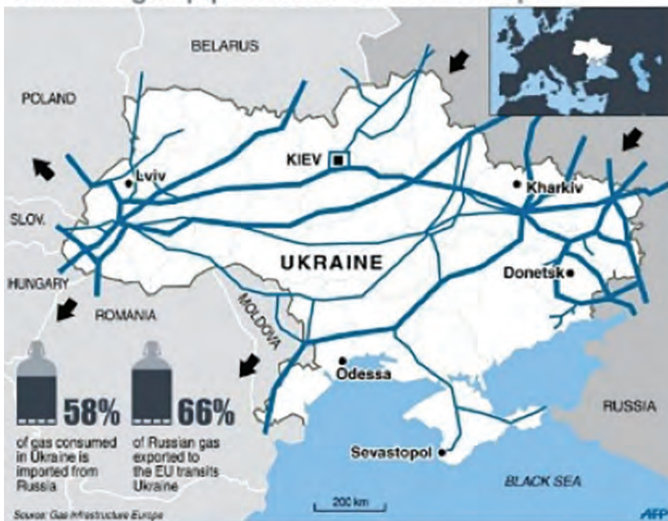 BELARUS
POLAND
KIEV
Lviv
Kharkiv
SLOV.
UKRAINE
HUNGARY
Donetsk
ROMANIA
MOLDOVA
58%
of gas consumed
in Ukraine is
imported from
Russia
66%
of Russian gas
exported to
the EU transits
Ukraine
Odessa
RUSSIA
Sevastopol
BLACK SEA
200 km
Source: Gas Infrastructure Europe
AFP